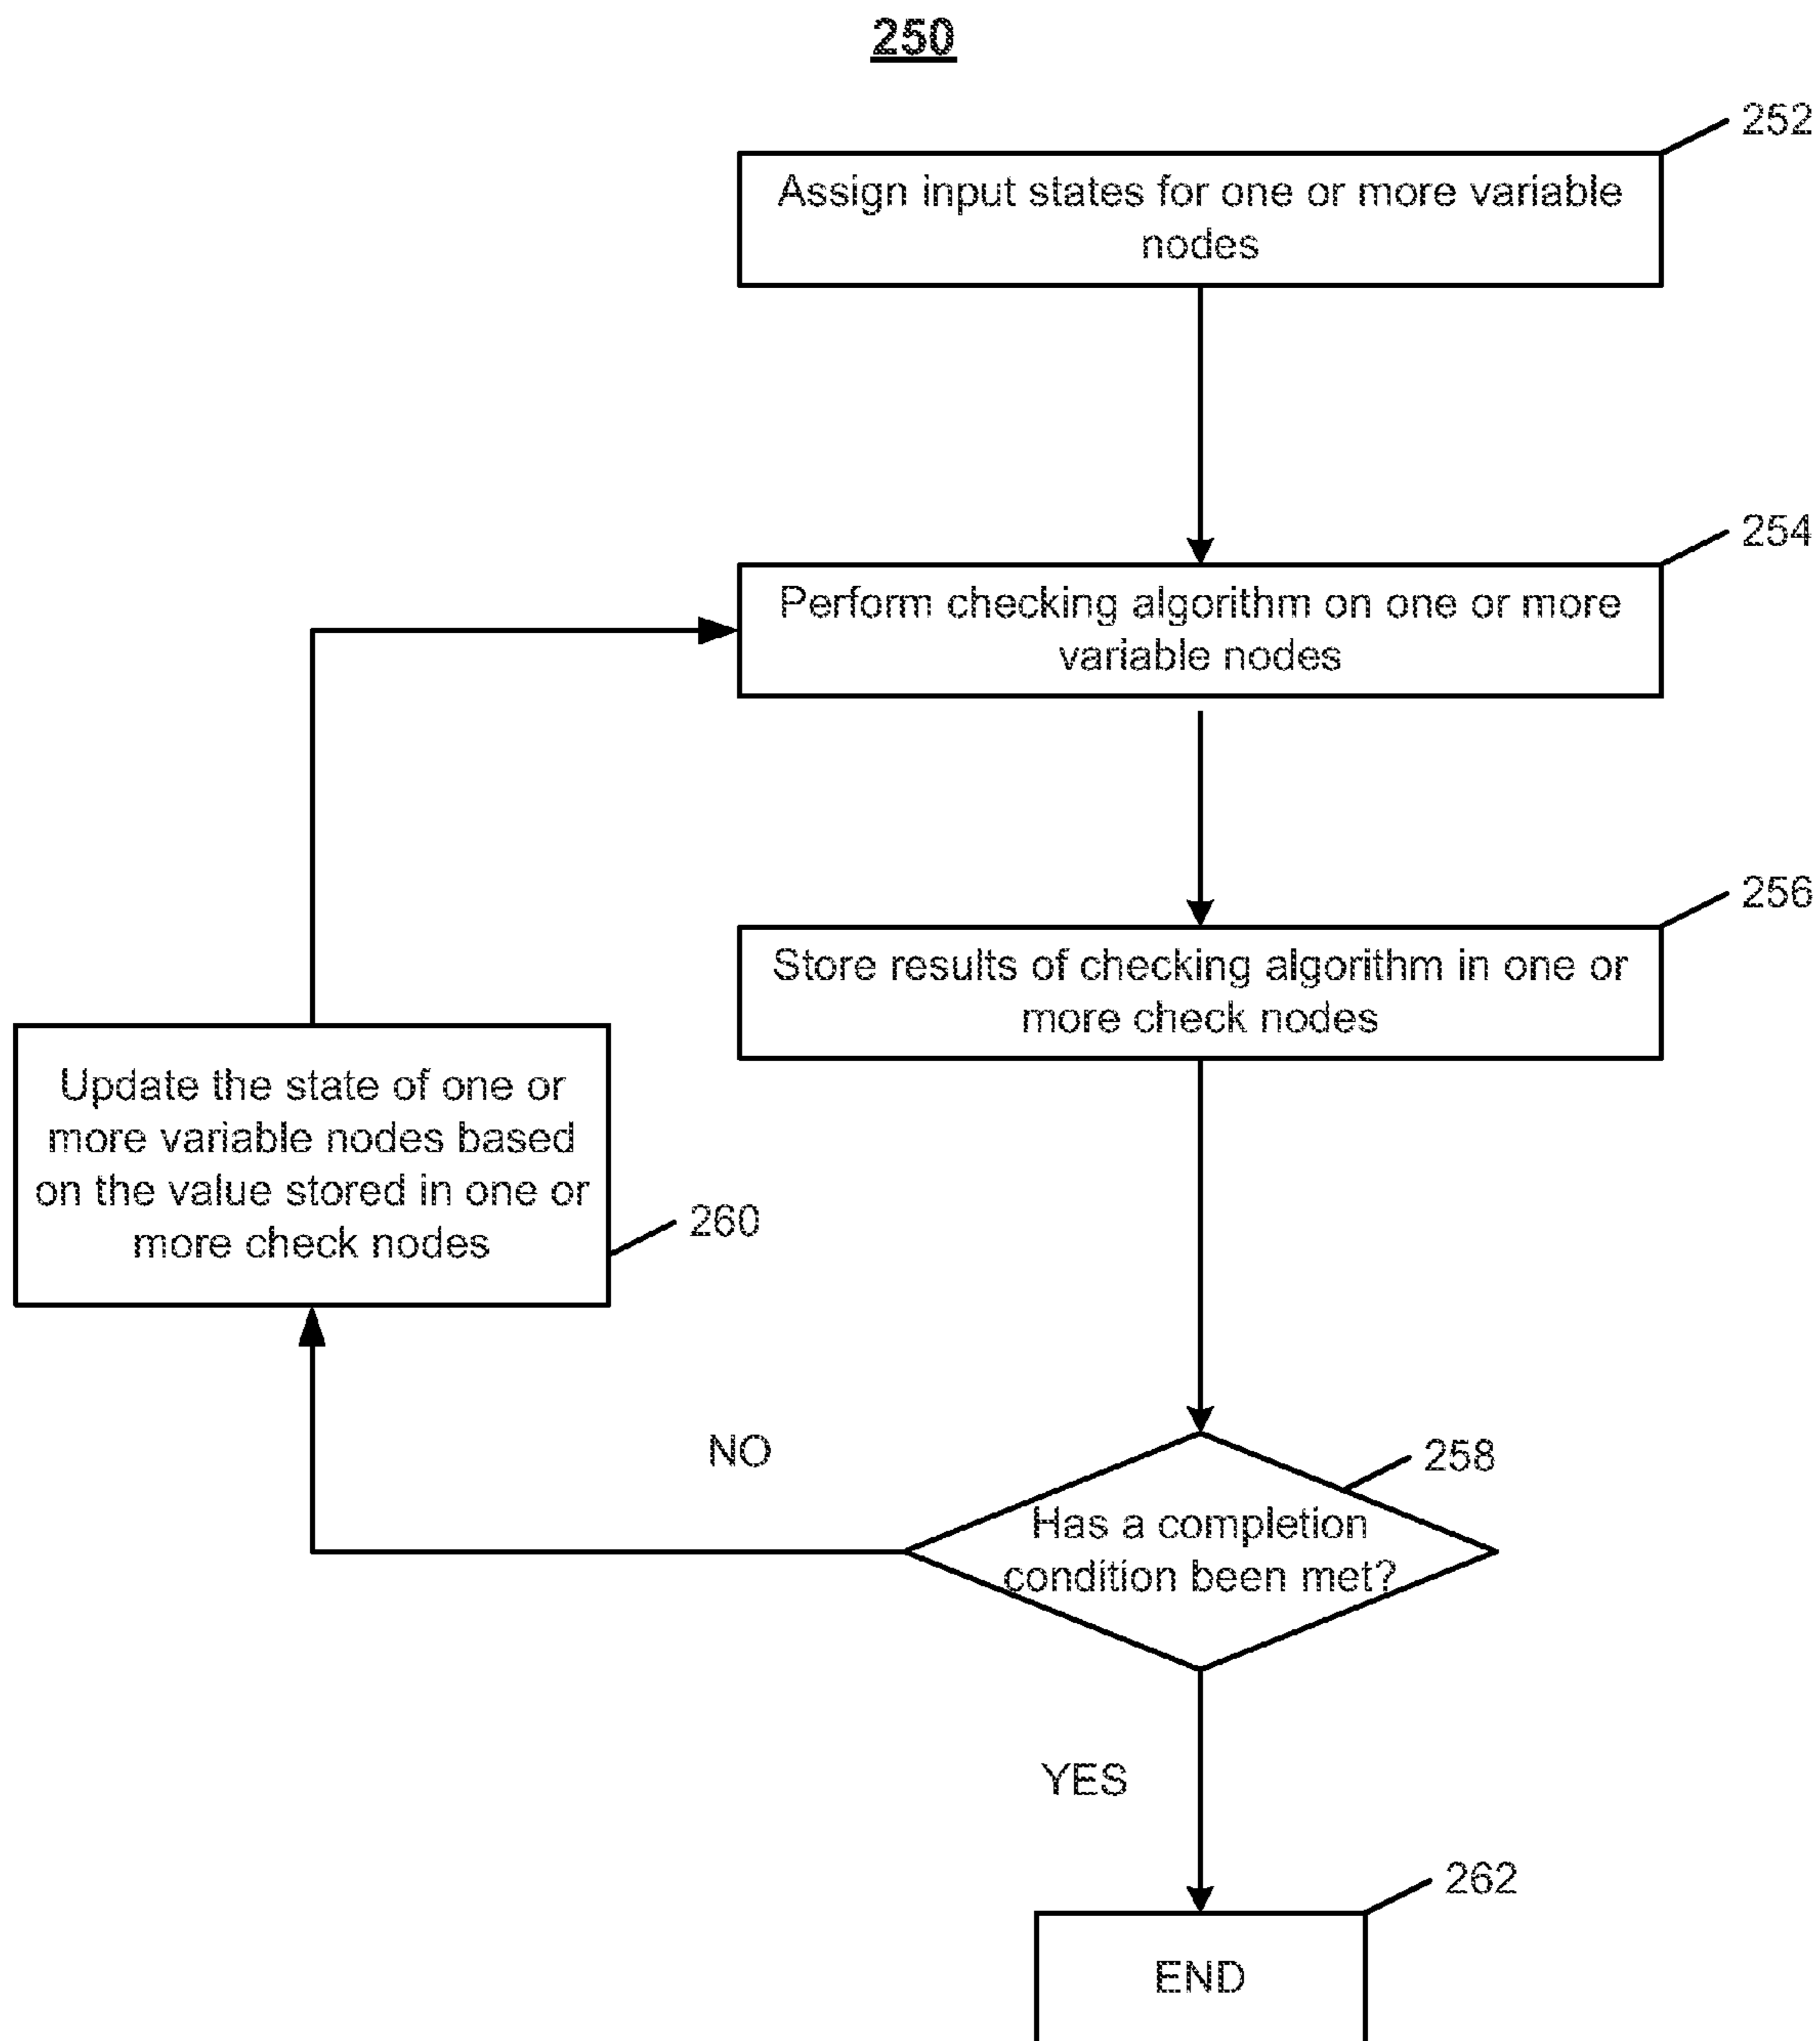 250
252
Assign input states for one or more variable
nodes
254
Perform checking algorithm on one or more
variable nodes
256
Store results of checking algorithm in one or
more check nodes
Update the state of one or
more variable nodes based
on the value stored in one or
more check nodes
260
NO
258
Has a completion
condition been met?
YES
262
END